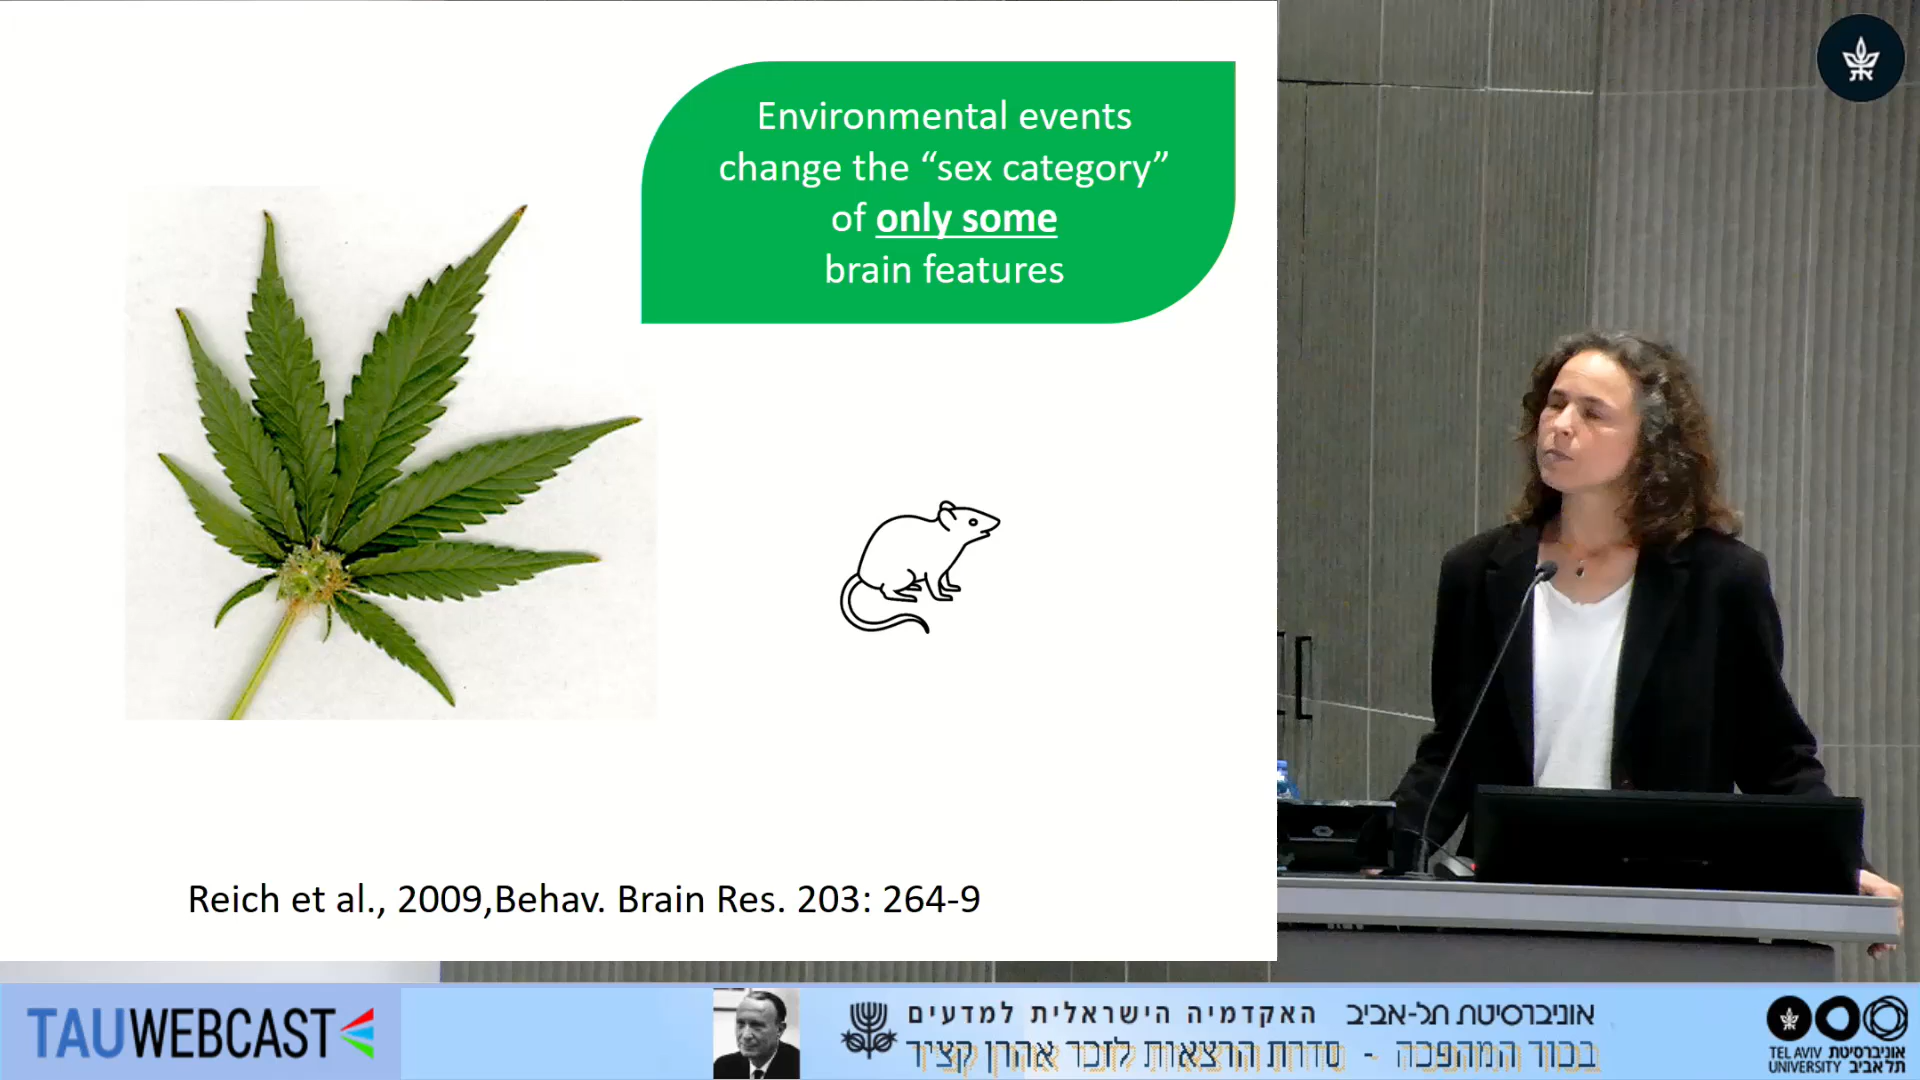 Environmental events
change the “sex category”
of only some
brain features
Reich et al., 2009,Behav. Brain Res. 203: 264-9
TAUWEBCAST
האקדמיה הישראלית למדעים
אוניברסיטת תל-אביב
בכור המהפכה - סדרת הרצאות לזכר אהרן קציר
TEL AVIV אוניברסיטת
UNIVERSITY תל אביב